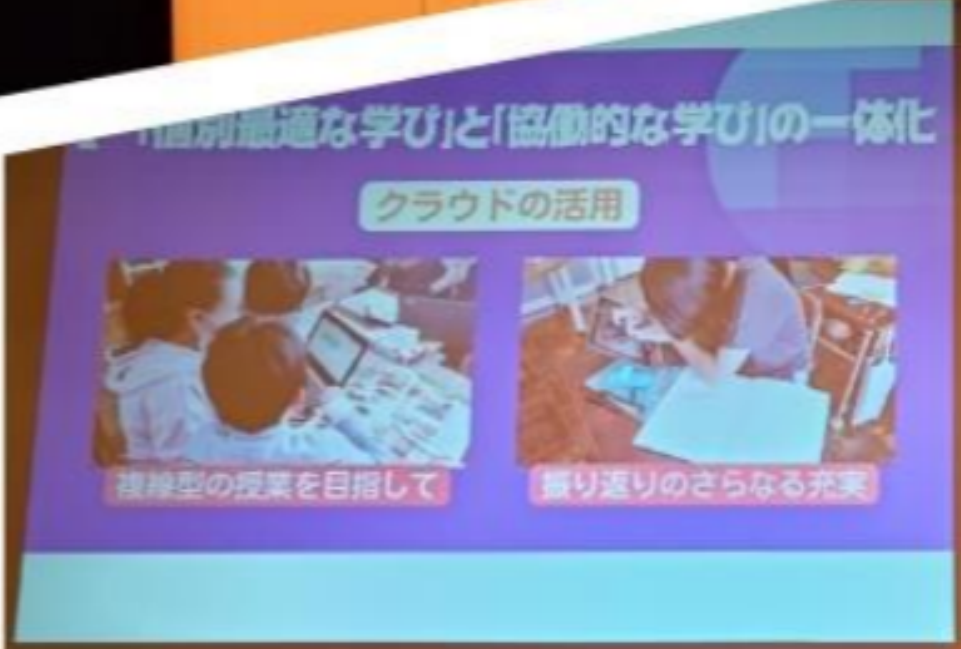 「個別最適な学び」と「協働的な学び」の一体化
クラウドの活用
複線型の授業を目指して
振り返りのさらなる充実